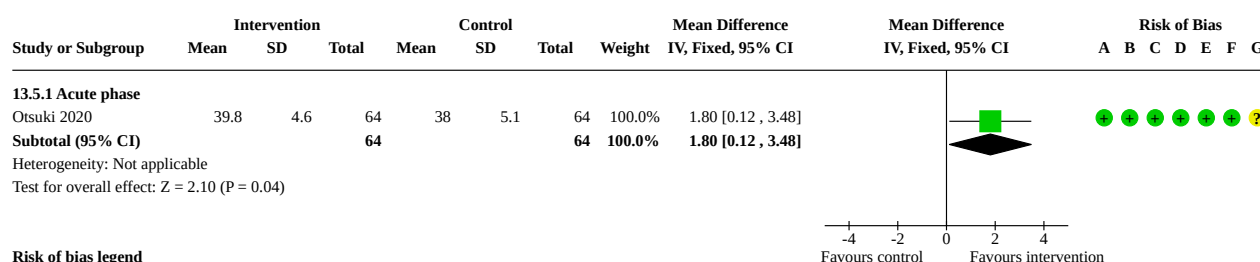 Intervention Control Mean Difference Mean Difference Risk of Bias
Study or Subgroup Mean SD Total Mean SD Total Weight IV, Fixed, 95% CI IV, Fixed, 95% CI A B C D E F G
13.5.1 Acute phase
Otsuki 2020 39.8 4.6 64 38 5.1 64 100.0% 1.80 [0.12 , 3.48] + + + + + + ?
Subtotal (95% CI) 64 64 100.0% 1.80 [0.12 , 3.48]
Heterogeneity: Not applicable
Test for overall effect: Z = 2.10 (P = 0.04)
-4 -2 0 2 4
Favours control Favours intervention
Risk of bias legend